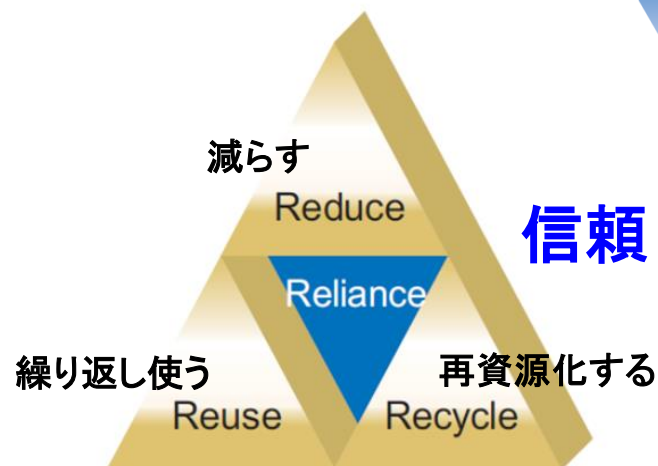 減らす
Reduce
信頼
Reliance
繰り返し使う
再資源化する
Reuse
Recycle